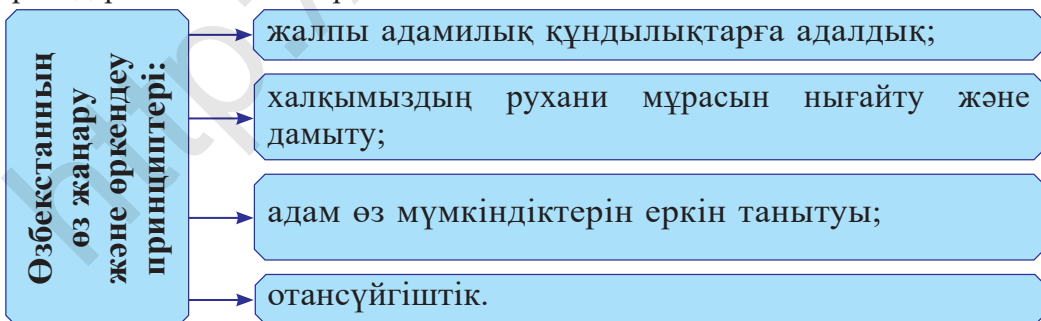 Өзбекстанның
өз жаңару
және өркендеу
принциптері:
жалпы адамилық құндылықтарға адалдық;
халқымыздың рухани мұрасын нығайту және
дамыту;
адам өз мүмкіндіктерін еркін танытуы;
отансүйгіштік.
http